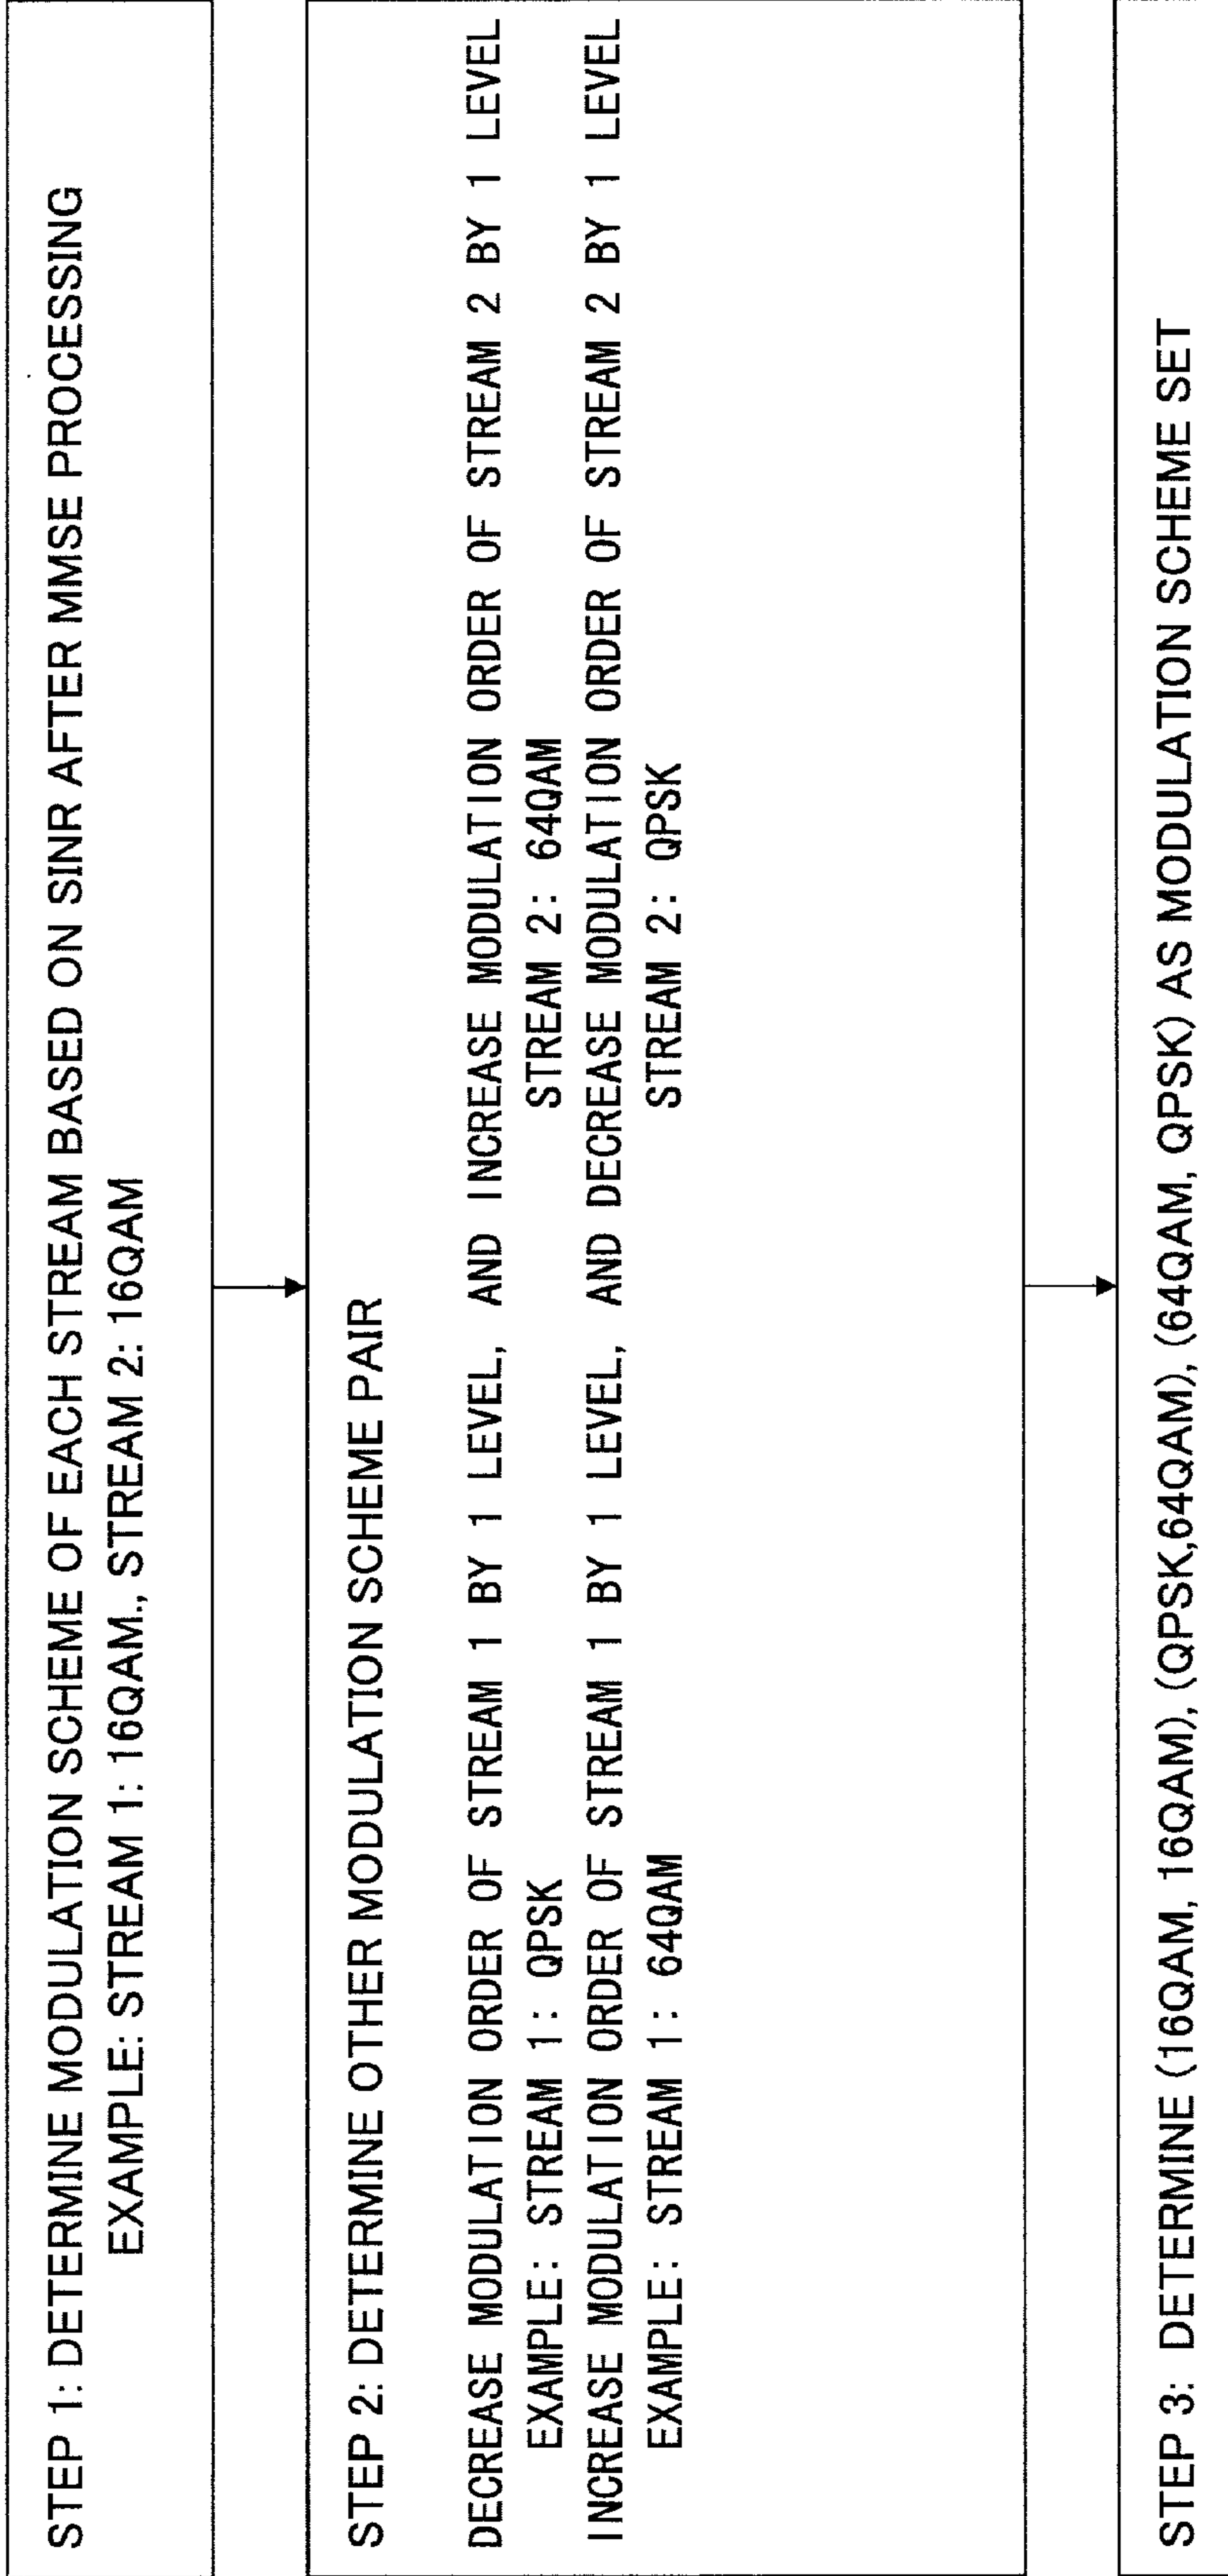 STEP 1: DETERMINE MODULATION SCHEME OF EACH STREAM BASED ON SINR AFTER MMSE PROCESSING
EXAMPLE: STREAM 1: 16QAM., STREAM 2: 16QAM
STEP 2: DETERMINE OTHER MODULATION SCHEME PAIR
DECREASE MODULATION ORDER OF STREAM 1 BY 1 LEVEL, AND INCREASE MODULATION ORDER OF STREAM 2 BY 1 LEVEL
EXAMPLE: STREAM 1: QPSK STREAM 2: 64QAM
INCREASE MODULATION ORDER OF STREAM 1 BY 1 LEVEL, AND DECREASE MODULATION ORDER OF STREAM 2 BY 1 LEVEL
EXAMPLE: STREAM 1: 64QAM STREAM 2: QPSK
STEP 3: DETERMINE (16QAM, 16QAM), (QPSK,64QAM), (64QAM, QPSK) AS MODULATION SCHEME SET